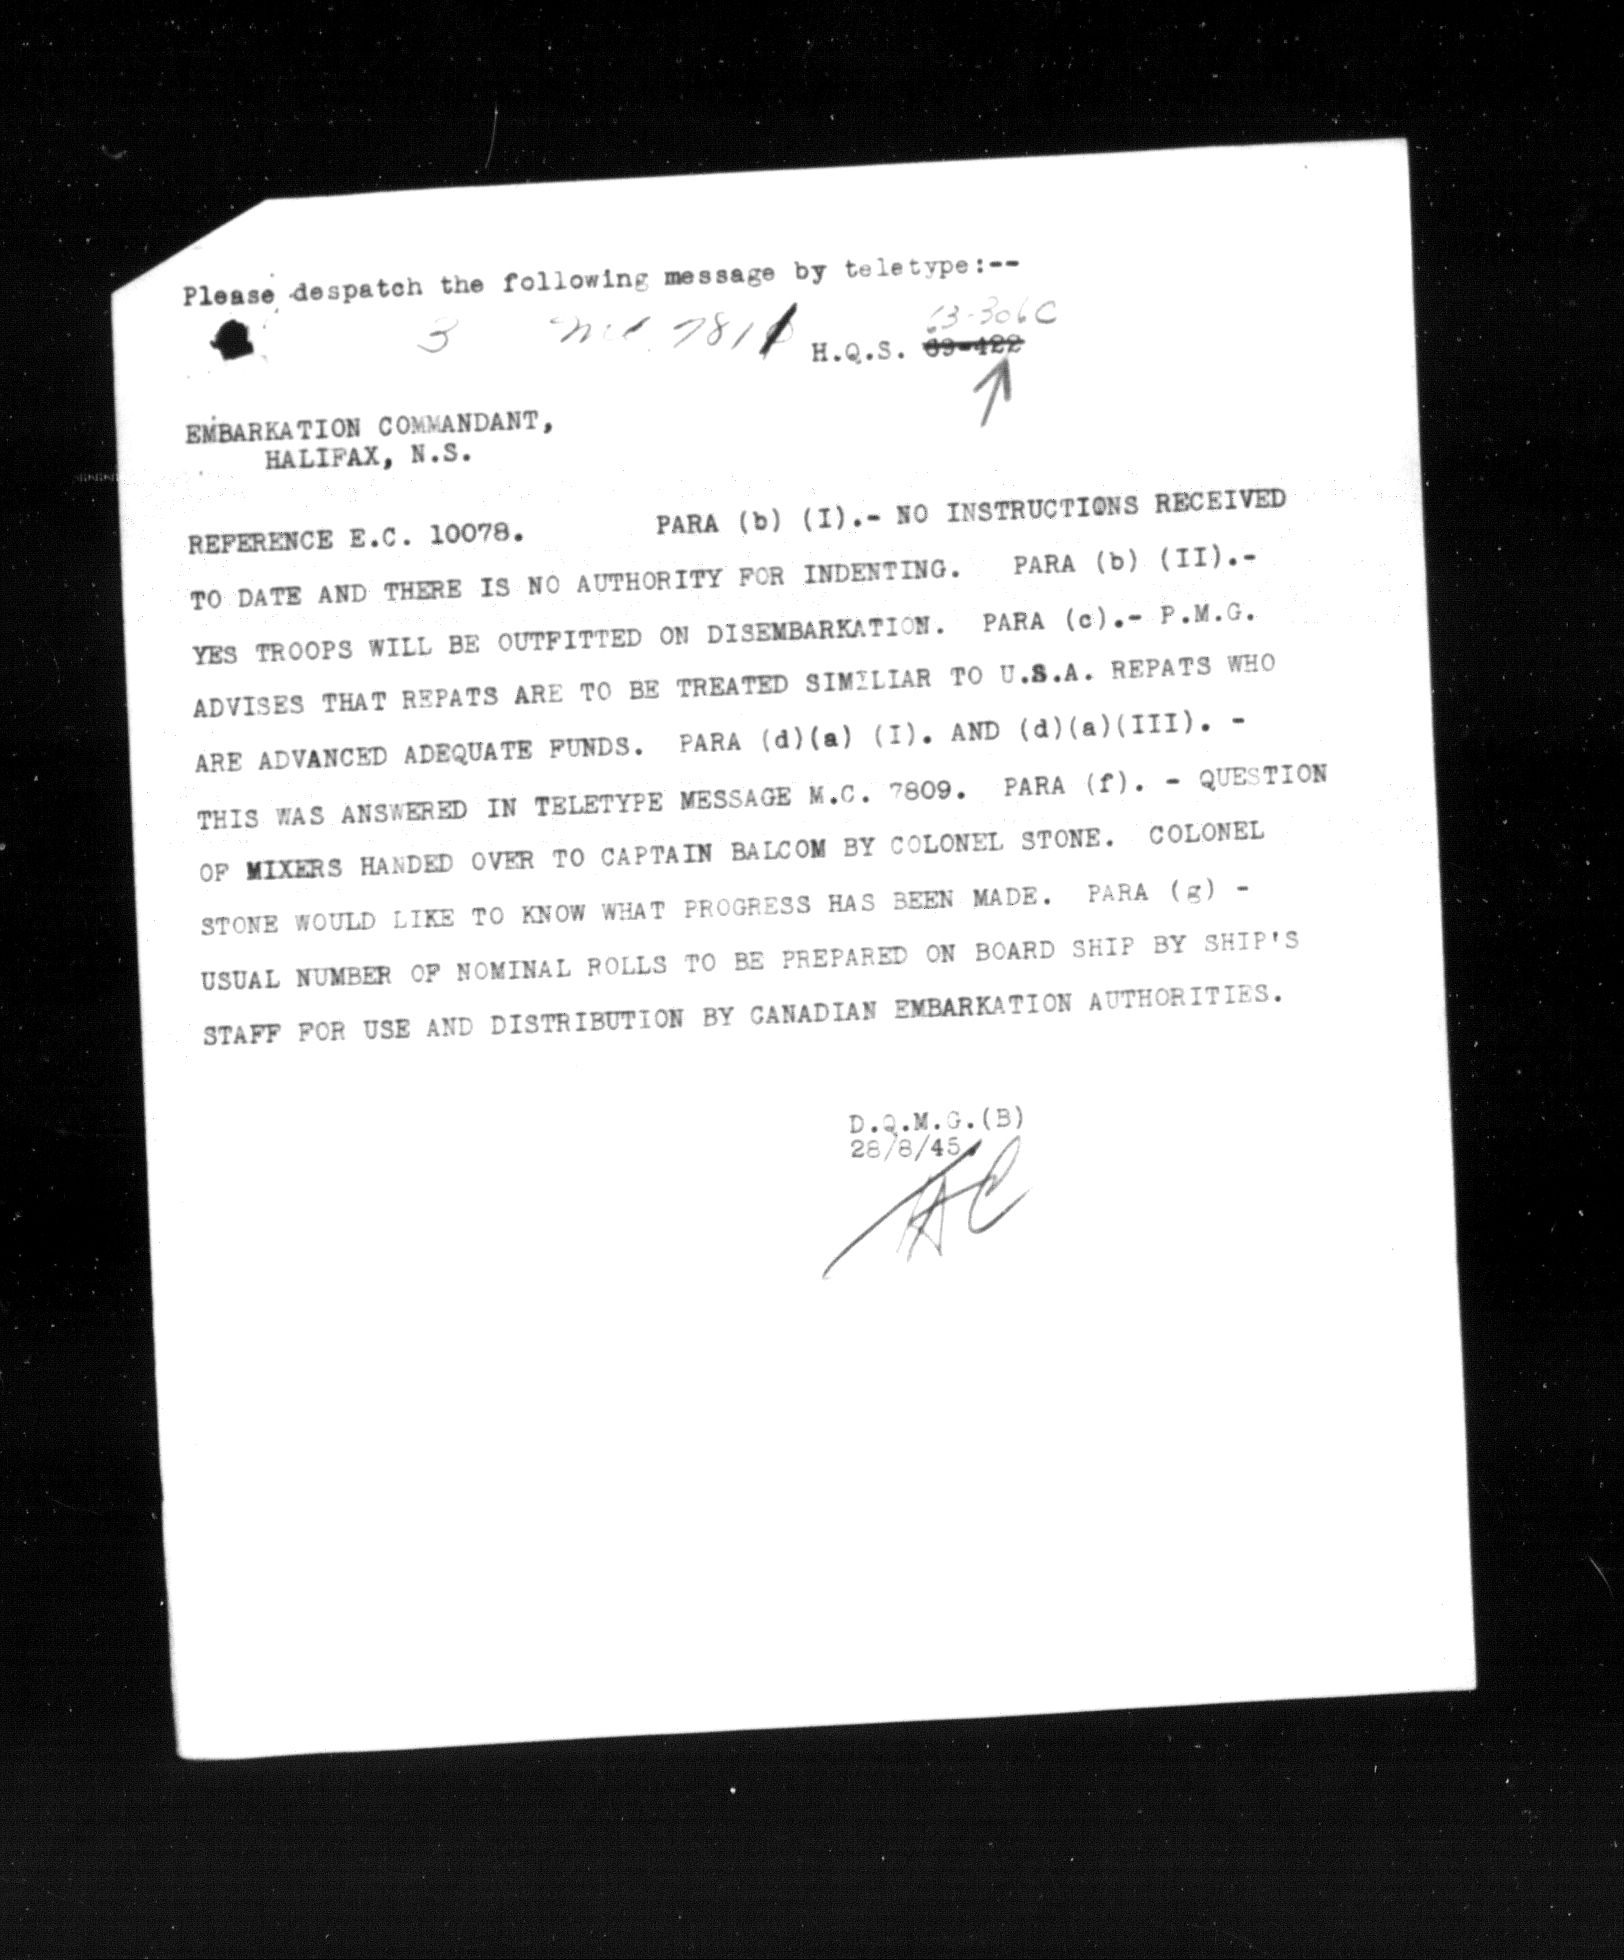 Please despatch the following message by teletype:--
63-306C
3 MC 781
H.Q.S. 69-422
EMBARKATION COMMANDANT,
HALIFAX, N.S.
REFERENCE E.C. 10078. PARA (b) (I).- NO INSTRUCTIONS RECEIVED
TO DATE AND THERE IS NO AUTHORITY FOR INDENTING. PARA (b) (II).-
YES TROOPS WILL BE OUTFITTED ON DISEMBARKATION. PARA (c).- P.M.G.
ADVISES THAT REPATS ARE TO BE TREATED SIMILIAR TO U.S.A. REPATS WHO
ARE ADVANCED ADEQUATE FUNDS. PARA (d)(a) (I). AND (d)(a)(III). -
THIS WAS ANSWERED IN TELETYPE MESSAGE M.C. 7809. PARA (f). - QUESTION
OF MIXERS HANDED OVER TO CAPTAIN BALCOM BY COLONEL STONE. COLONEL
STONE WOULD LIKE TO KNOW WHAT PROGRESS HAS BEEN MADE. PARA (g) -
USUAL NUMBER OF NOMINAL ROLLS TO BE PREPARED ON BOARD SHIP BY SHIP'S
STAFF FOR USE AND DISTRIBUTION BY CANADIAN EMBARKATION AUTHORITIES.
D.Q.M.G.(B)
28/8/45.